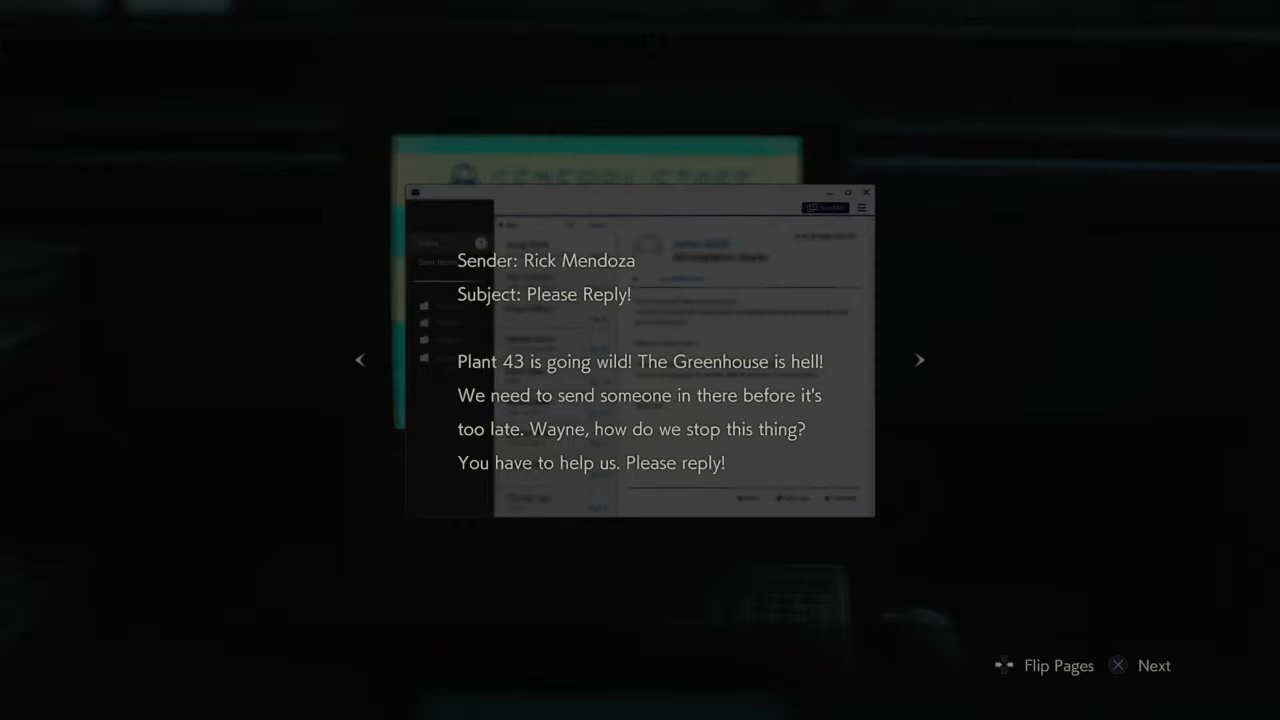 GENERAL STAFF
Sender: Rick Mendoza
Subject: Please Reply!
Plant 43 is going wild! The Greenhouse is hell!
We need to send someone in there before it's
too late. Wayne, how do we stop this thing?
You have to help us. Please reply!
Flip Pages
Next